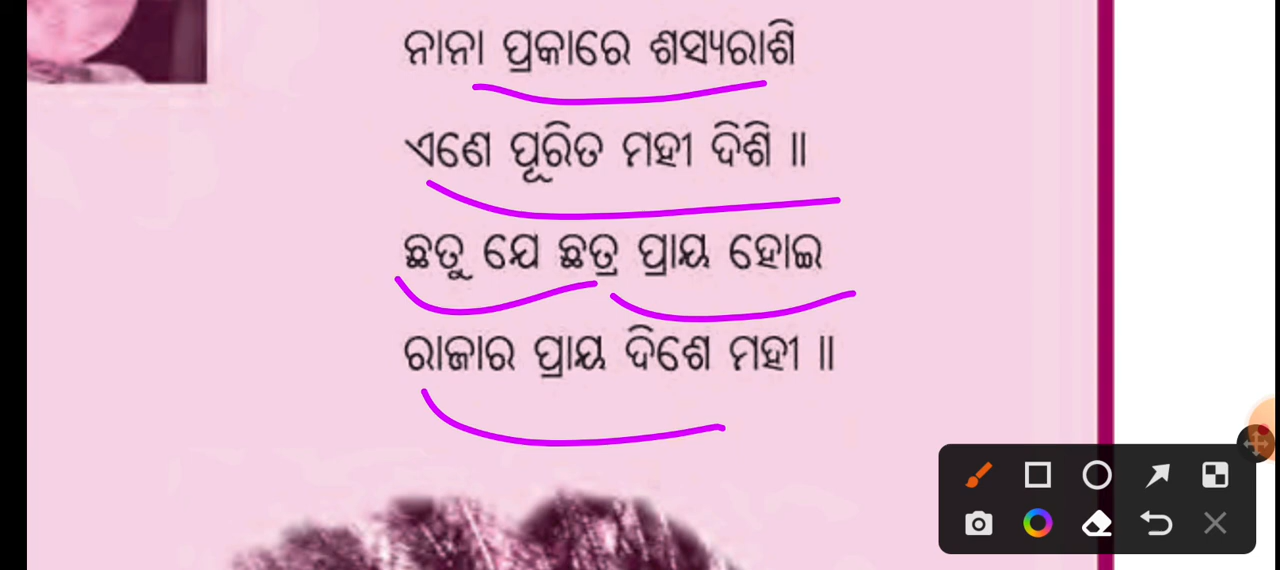 ନାନା ପ୍ରକାରେ ଶସ୍ୟରାଶି
ଏଣେ ପୂରିତ ମହୀ ଦିଶି ॥
ଛତୁ ଯେ ଛତ୍ର ପ୍ରାୟ ହୋଇ
ରାଜାର ପ୍ରାୟ ଦିଶେ ମହୀ ॥